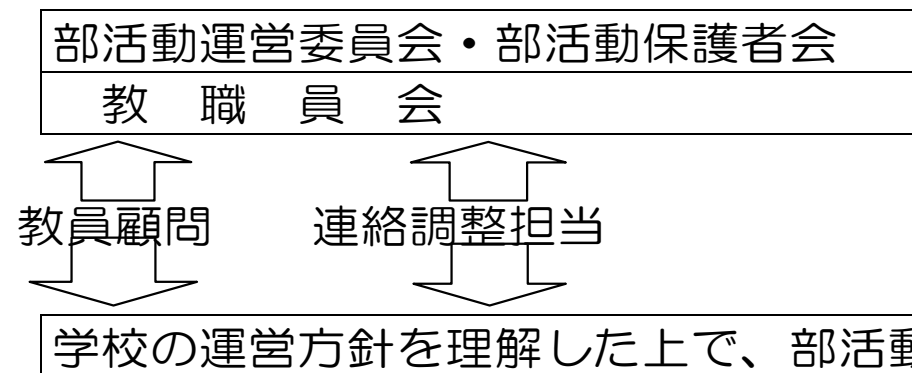 部活動運営委員会・部活動保護者会
教　職　員　会
教員顧問　　連絡調整担当
学校の運営方針を理解した上で、部活動